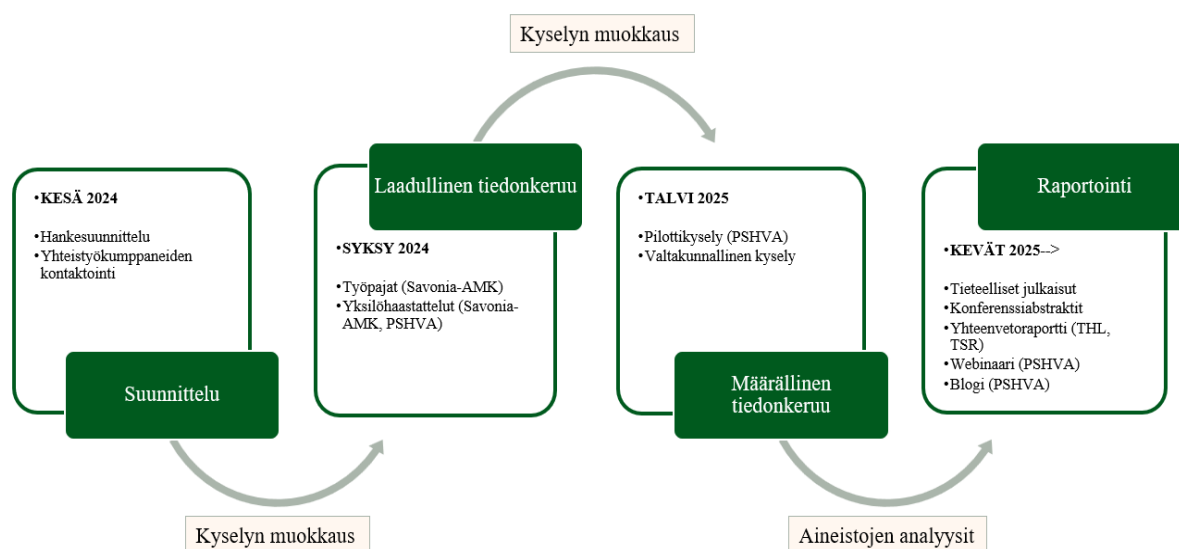 Kyselyn muokkaus
•KESÄ 2024
•Hankesuunnittelu
•Yhteistyökumppaneiden
kontaktointi
Suunnittelu
Kyselyn muokkaus
Laadullinen tiedonkeruu
•SYKSY 2024
•Työpajat (Savonia-AMK)
•Yksilöhaastattelut (Savonia-
AMK, PSHVA)
•TALVI 2025
•Pilottikysely (PSHVA)
•Valtakunnallinen kysely
Määrällinen
tiedonkeruu
Aineistojen analyysit
Raportointi
•KEVÄT 2025-->
•Tieteelliset julkaisut
•Konferenssiabstraktit
•Yhteenvetoraportti (THL,
TSR)
•Webinaari (PSHVA)
•Blogi (PSHVA)